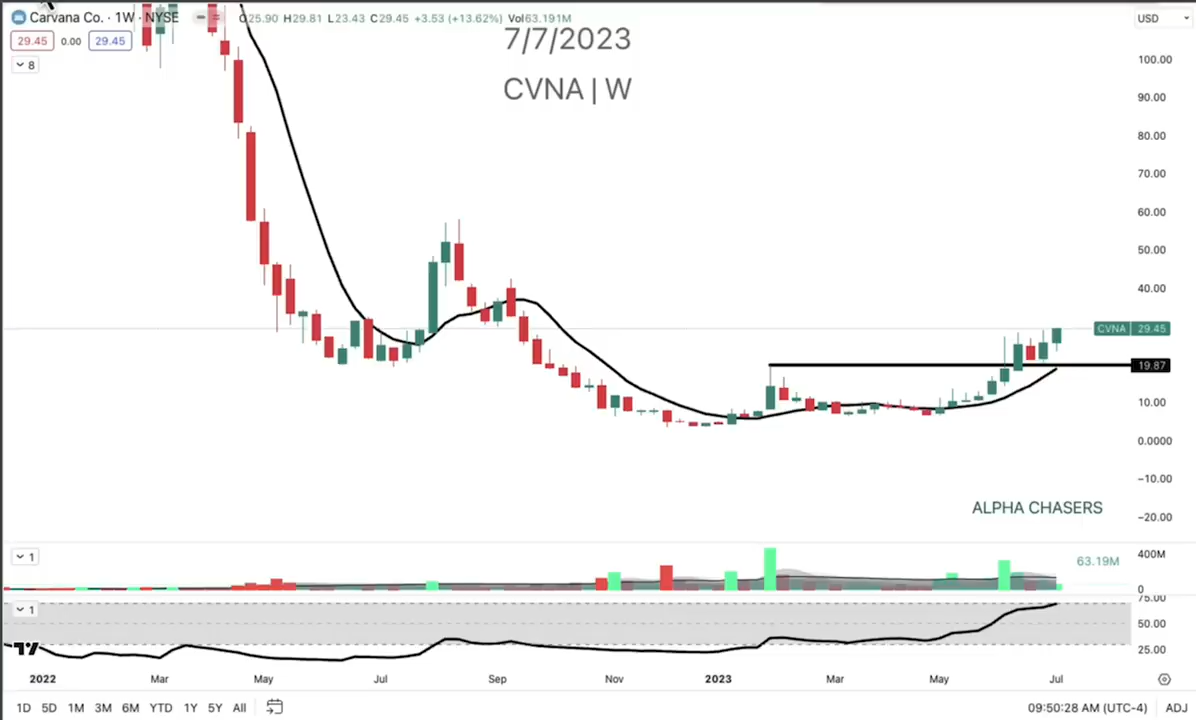 Carvana Co. · 1W · NYSE O25.90 H29.81 L23.43 C29.45 +3.53 (+13.62%) Vol63.191M
USD
29.45 0.00 29.45
8
7/7/2023
CVNA | W
100.00
90.00
80.00
70.00
60.00
50.00
40.00
CVNA 29.45
19.87
10.00
0.0000
−10.00
−20.00
ALPHA CHASERS
1
400M
63.19M
0
75.00
1
50.00
25.00
2022 Mar May Jul Sep Nov 2023 Mar May Jul
1D 5D 1M 3M 6M YTD 1Y 5Y All
09:50:28 AM (UTC-4) ADJ